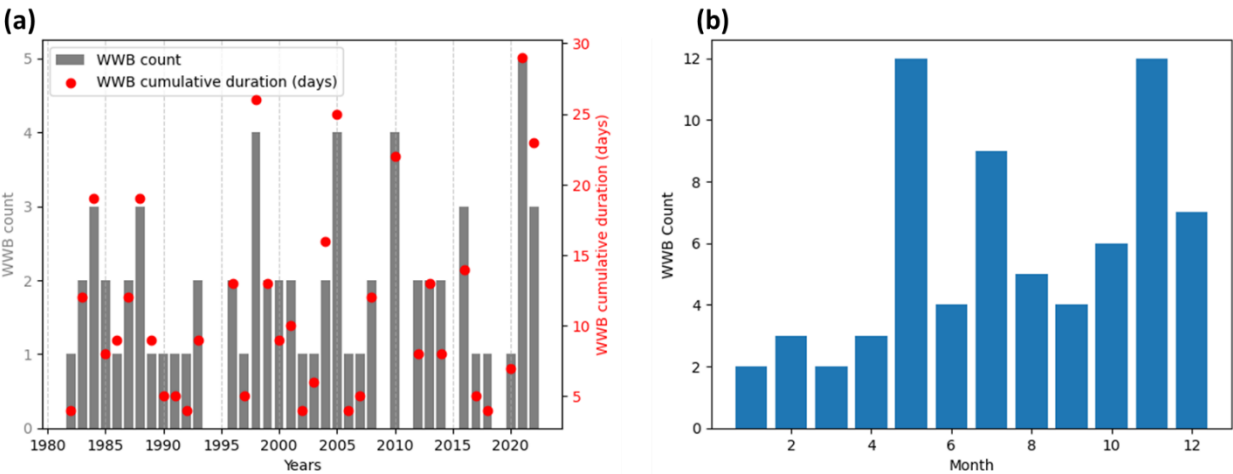 (a)
WWB count
WWB cumulative duration (days)
5
4
3
2
1
0
WWB count
30
25
20
15
10
5
WWB cumulative duration (days)
1980 1985 1990 1995 2000 2005 2010 2015 2020
Years
(b)
12
10
8
6
4
2
0
WWB Count
2 4 6 8 10 12
Month